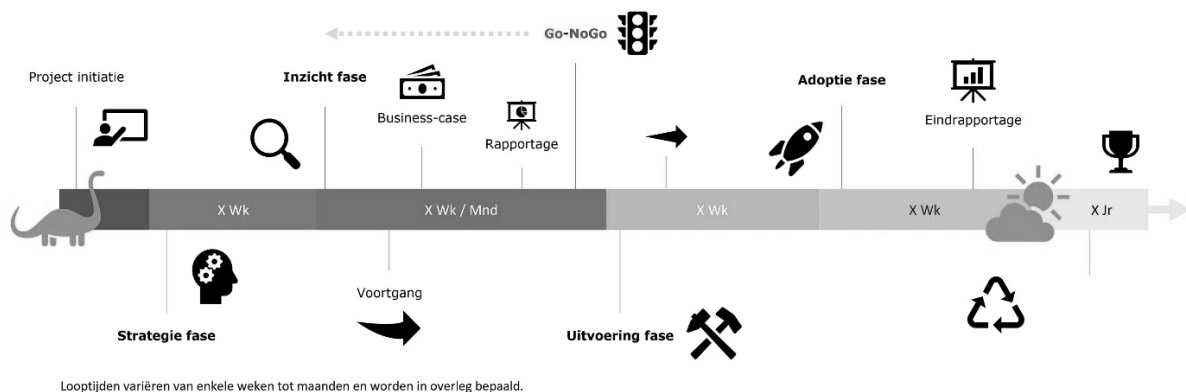 Go-NoGo
Project initiatie
Inzicht fase
Business-case
Rapportage
Adoptie fase
Eindrapportage
X Wk
X Wk / Mnd
X Wk
X Wk
X Jr
Voortgang
Strategie fase
Uitvoering fase
Looptijden variëren van enkele weken tot maanden en worden in overleg bepaald.